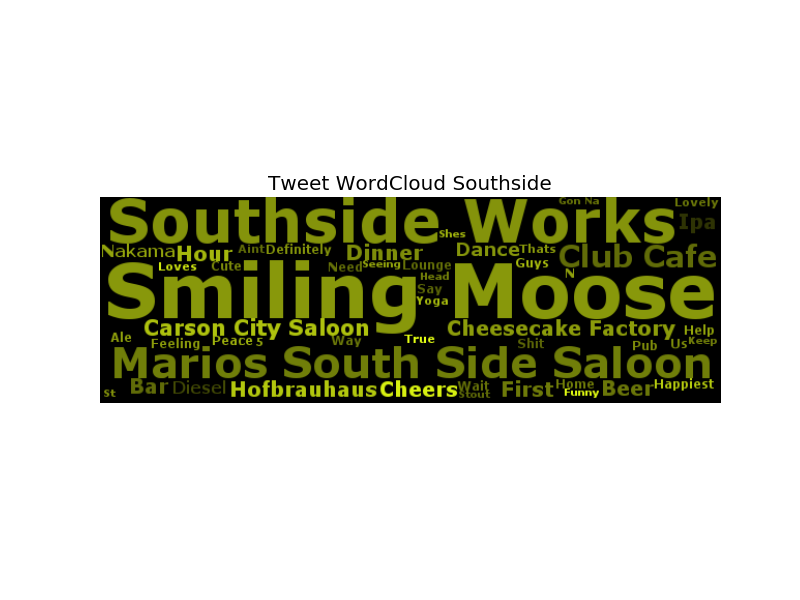 Tweet WordCloud Southside
Southside Works
Gon Na
Lovely
Ipa
Shes
Nakama
Hour
Aint
Definitely
Dinner
Dance
Thats
Club Cafe
Loves
Cute
Need
Seeing
Lounge
Guys
N
Head
Smiling Moose
Say
Yoga
Carson City Saloon
Cheesecake Factory
Help
Ale
Feeling
Peace
5
Way
True
Shit
Pub
Us
Keep
Marios South Side Saloon
St
Bar
Diesel
Hofbrauhaus
Cheers
Wait
Stout
First
Home
Funny
Beer
Happiest